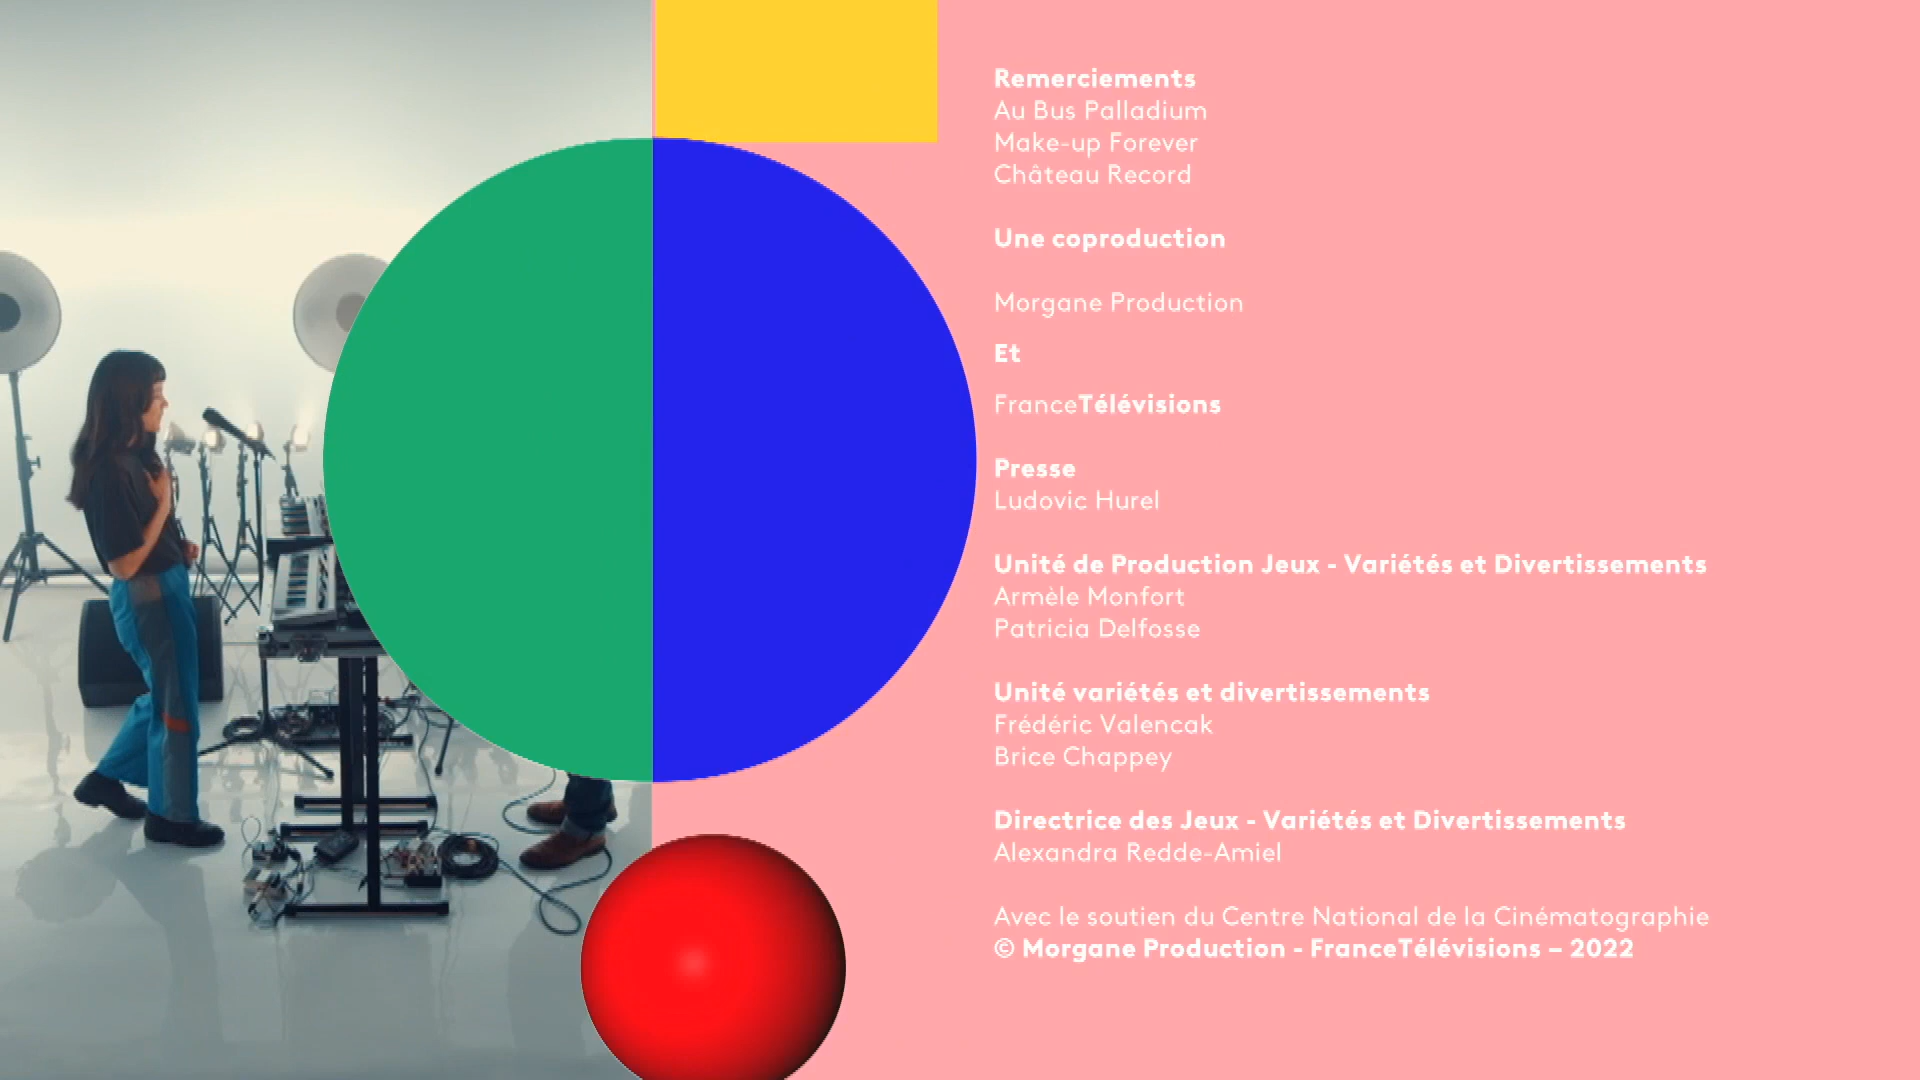 Remerciements
Au Bus Palladium
Make-up Forever
Château Record
Une coproduction
Morgane Production
Et
FranceTélévisions
Presse
Ludovic Hurel
Unité de Production Jeux - Variétés et Divertissements
Armèle Monfort
Patricia Delfosse
Unité variétés et divertissements
Frédéric Valencak
Brice Chappey
Directrice des Jeux - Variétés et Divertissements
Alexandra Redde-Amiel
Avec le soutien du Centre National de la Cinématographie
© Morgane Production - FranceTélévisions – 2022